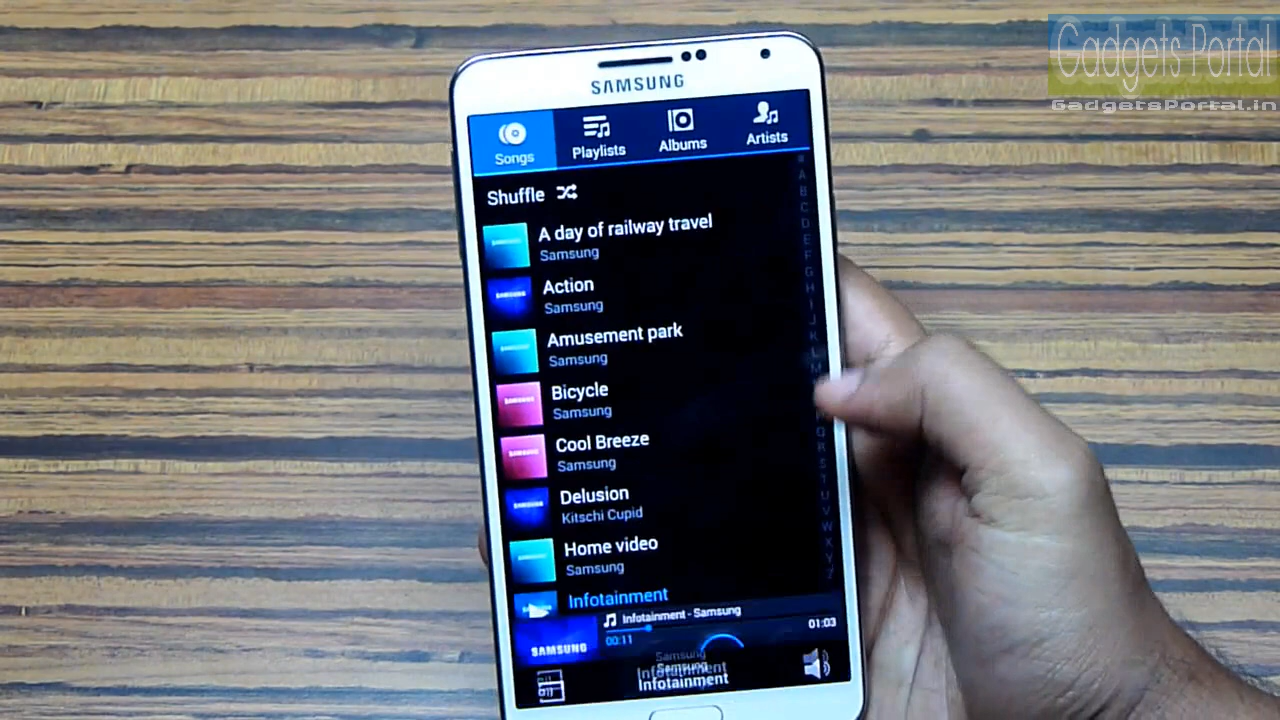 Gadgets Portal
GadgetsPortal.in
SAMSUNG
Songs
Playlists
Albums
Artists
Shuffle
A day of railway travel
Samsung
Action
Samsung
Amusement park
Samsung
Bicycle
Samsung
Cool Breeze
Samsung
Delusion
Kitschi Cupid
Home video
Samsung
Infotainment
Infotainment - Samsung
00:11
01:03
SAMSUNG
Samsung
Samsung
Infotainment
Infotainment